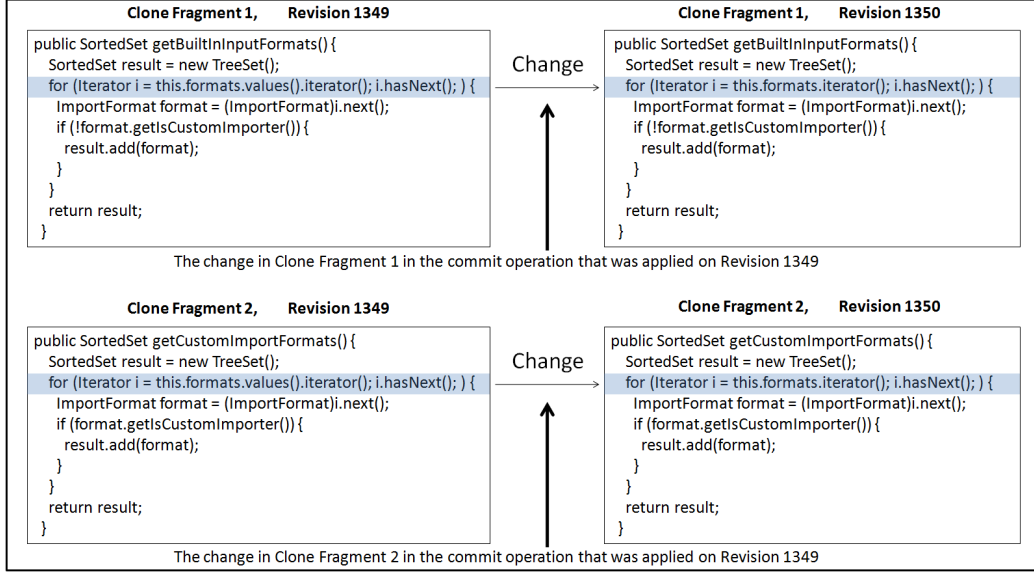 Clone Fragment 1, Revision 1349
public SortedSet getBuiltInInputFormats() {
SortedSet result = new TreeSet();
for (Iterator i = this.formats.values().iterator(); i.hasNext(); ) {
ImportFormat format = (ImportFormat)i.next();
if (!format.getIsCustomImporter()) {
result.add(format);
}
}
return result;
}
Change
Clone Fragment 1, Revision 1350
public SortedSet getBuiltInInputFormats() {
SortedSet result = new TreeSet();
for (Iterator i = this.formats.iterator(); i.hasNext(); ) {
ImportFormat format = (ImportFormat)i.next();
if (!format.getIsCustomImporter()) {
result.add(format);
}
}
return result;
}
The change in Clone Fragment 1 in the commit operation that was applied on Revision 1349
Clone Fragment 2, Revision 1349
public SortedSet getCustomImportFormats() {
SortedSet result = new TreeSet();
for (Iterator i = this.formats.values().iterator(); i.hasNext(); ) {
ImportFormat format = (ImportFormat)i.next();
if (format.getIsCustomImporter()) {
result.add(format);
}
}
return result;
}
Change
Clone Fragment 2, Revision 1350
public SortedSet getCustomImportFormats() {
SortedSet result = new TreeSet();
for (Iterator i = this.formats.iterator(); i.hasNext(); ) {
ImportFormat format = (ImportFormat)i.next();
if (format.getIsCustomImporter()) {
result.add(format);
}
}
return result;
}
The change in Clone Fragment 2 in the commit operation that was applied on Revision 1349